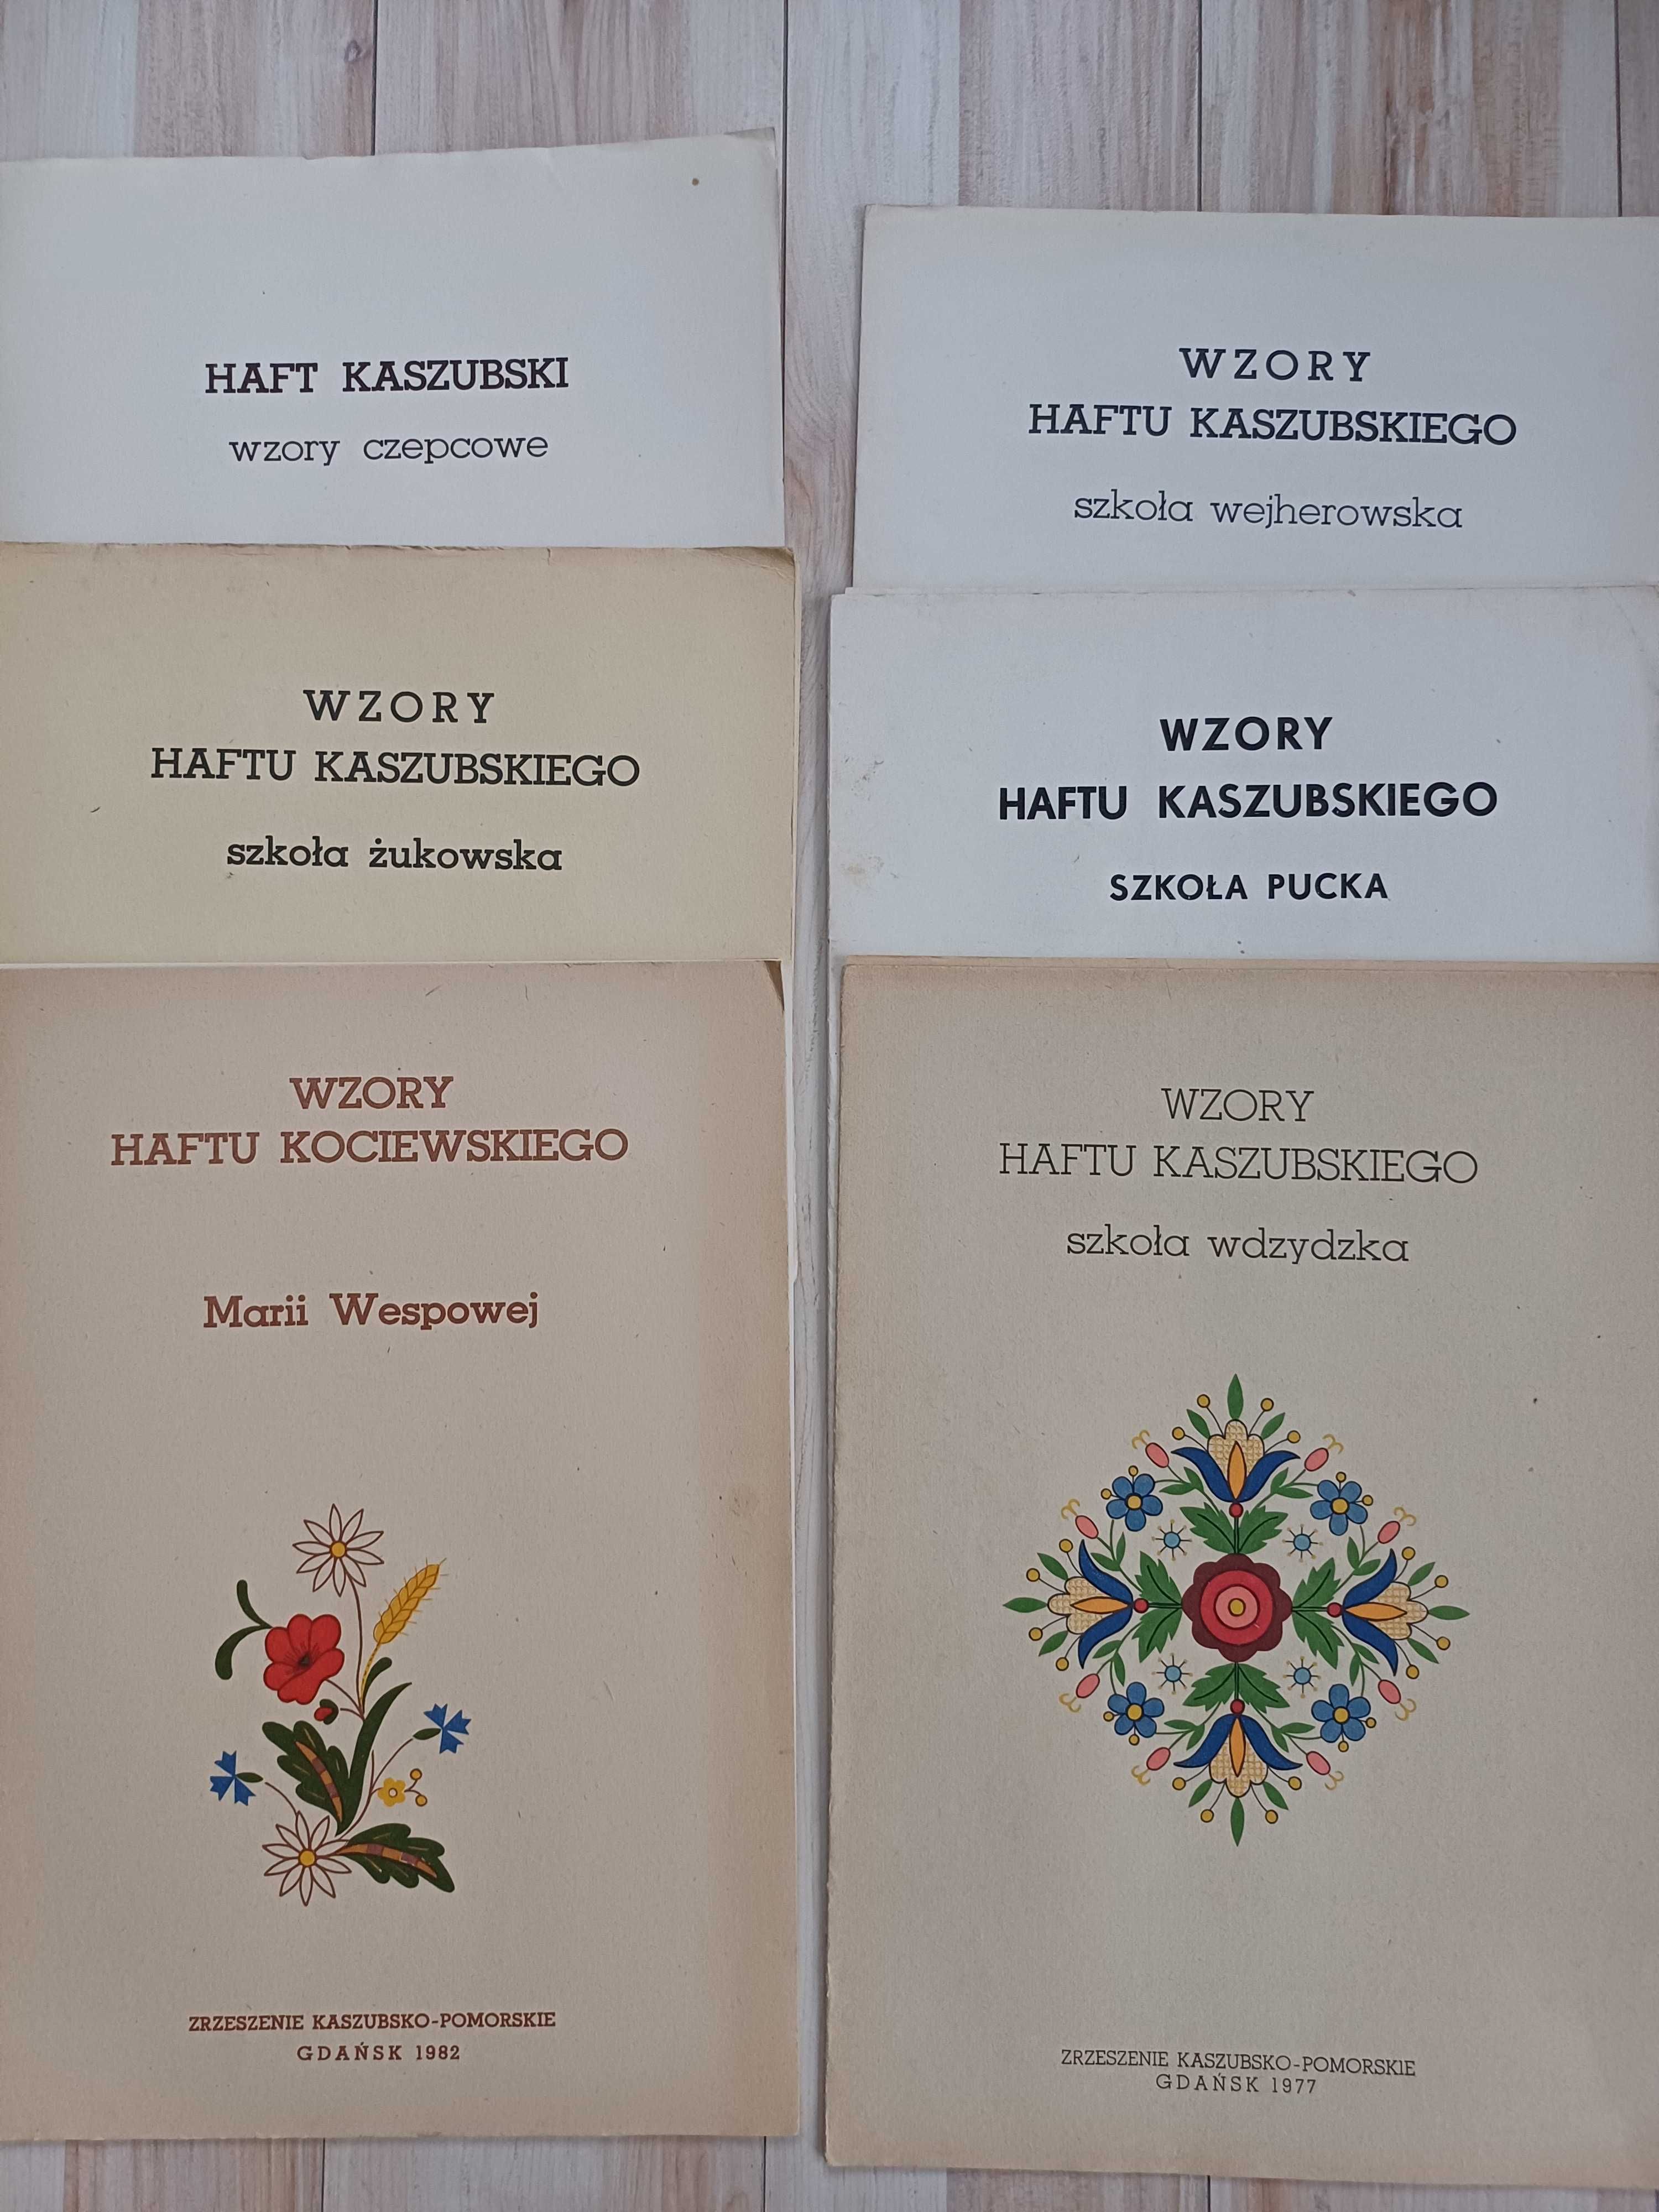 HAFT KASZUBSKI
wzory czepcowe
WZORY
HAFTU KASZUBSKIEGO
szkoła żukowska
WZORY
HAFTU KOCIEWSKIEGO
Marii Wespowej
ZRZESZENIE KASZUBSKO-POMORSKIE
GDAŃSK 1982
WZORY
HAFTU KASZUBSKIEGO
szkoła wejherowska
WZORY
HAFTU KASZUBSKIEGO
SZKOŁA PUCKA
WZORY
HAFTU KASZUBSKIEGO
szkoła wdzydzka
ZRZESZENIE KASZUBSKO-POMORSKIE
GDAŃSK 1977